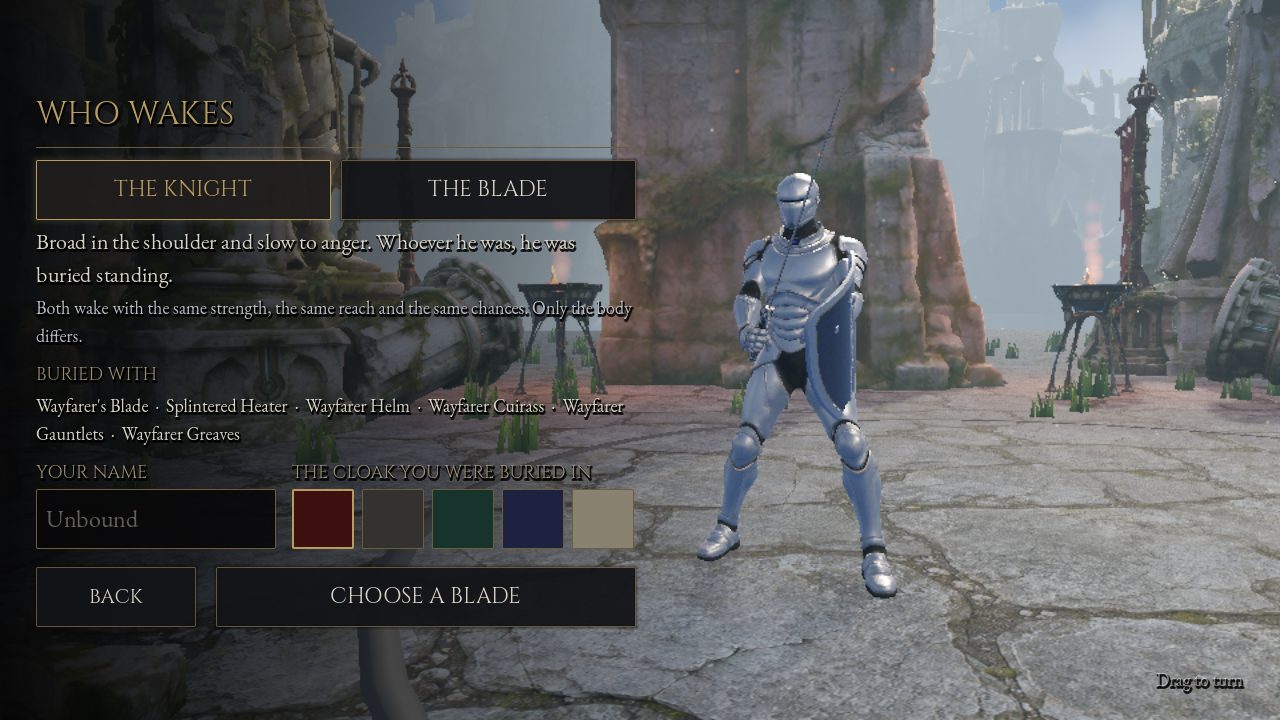 WHO WAKES
THE KNIGHT
THE BLADE
Broad in the shoulder and slow to anger. Whoever he was, he was
buried standing.
Both wake with the same strength, the same reach and the same chances. Only the body
differs.
BURIED WITH
Wayfarer's Blade · Splintered Heater · Wayfarer Helm · Wayfarer Cuirass · Wayfarer
Gauntlets · Wayfarer Greaves
YOUR NAME
THE CLOAK YOU WERE BURIED IN
Unbound
BACK
CHOOSE A BLADE
Drag to turn